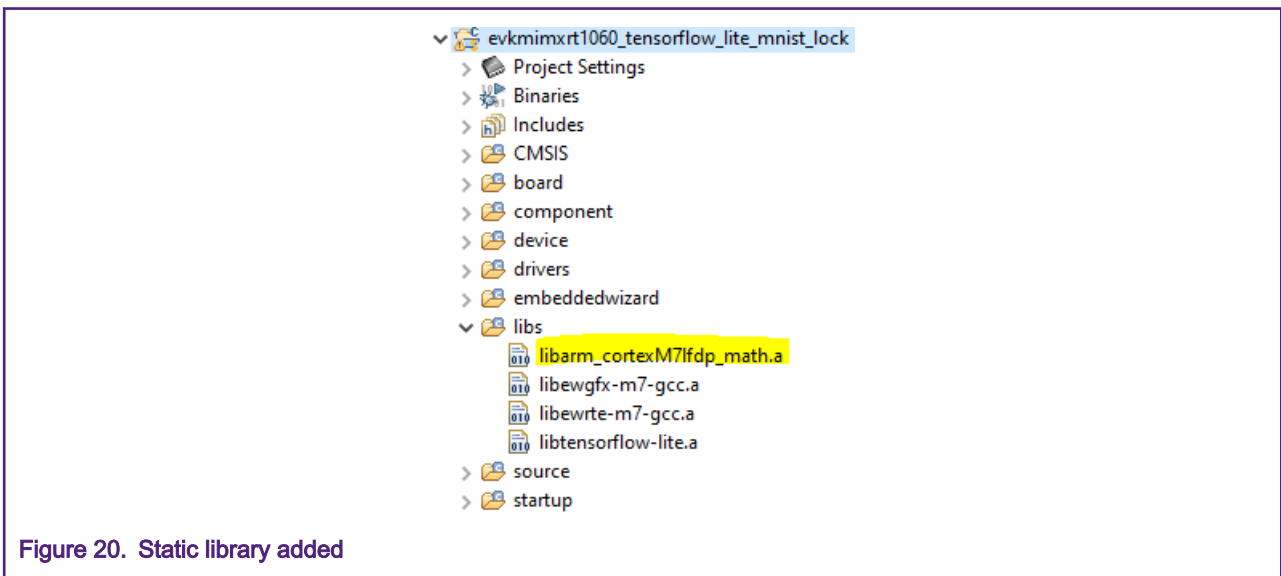 evkmimxrt1060_tensorflow_lite_mnist_lock
Project Settings
Binaries
Includes
CMSIS
board
component
device
drivers
embeddedwizard
libs
libarm_cortexM7lfdp_math.a
libewgfx-m7-gcc.a
libewrte-m7-gcc.a
libtensorflow-lite.a
source
startup
Figure 20. Static library added